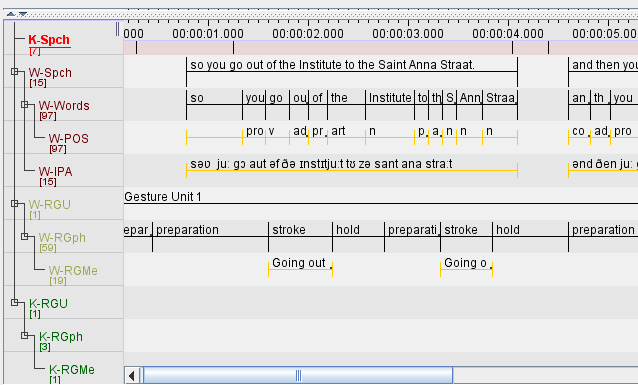 000 00:00:01.000 00:00:02.000 00:00:03.000 00:00:04.000 00:00:05.0
K-Spch
[7]
W-Spch so you go out of the Institute to the Saint Anna Straat. and then you
[15]
W-Words so you go out of the Institute to th S. Ann Straa an th you
[97]
W-POS pro v ad pr art n p a n n n co ad pro
[97]
W-IPA səʊ juː gɔ aut əf ðə ɪnstɪtjuːt tʊ zə sant ana straːt ənd ðen juː g
[15]
W-RGU Gesture Unit 1
[1]
W-RGph epar. preparation stroke hold preparati stroke hold preparation
[59]
W-RGMe Going out Going o
[19]
K-RGU
[1]
K-RGph
[3]
K-RGMe
[1]